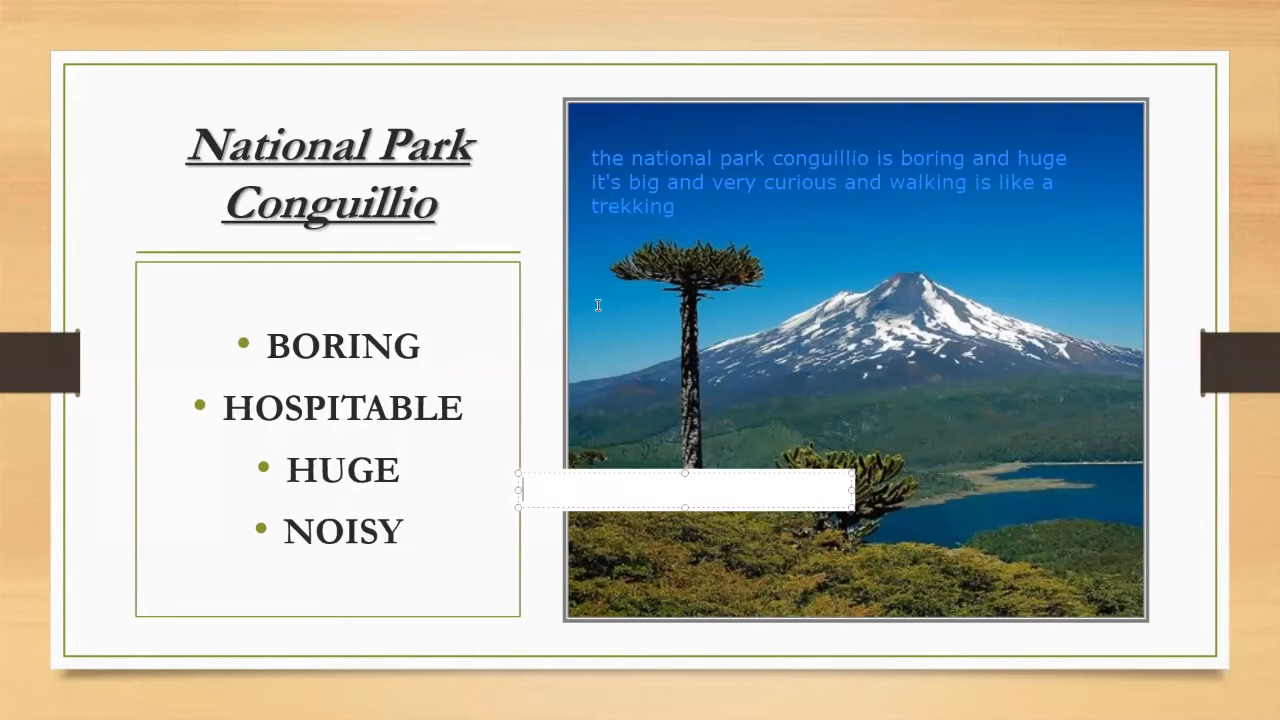 National Park
Conguillio
• BORING
• HOSPITABLE
• HUGE
• NOISY
the national park conguillio is boring and huge
it's big and very curious and walking is like a
trekking